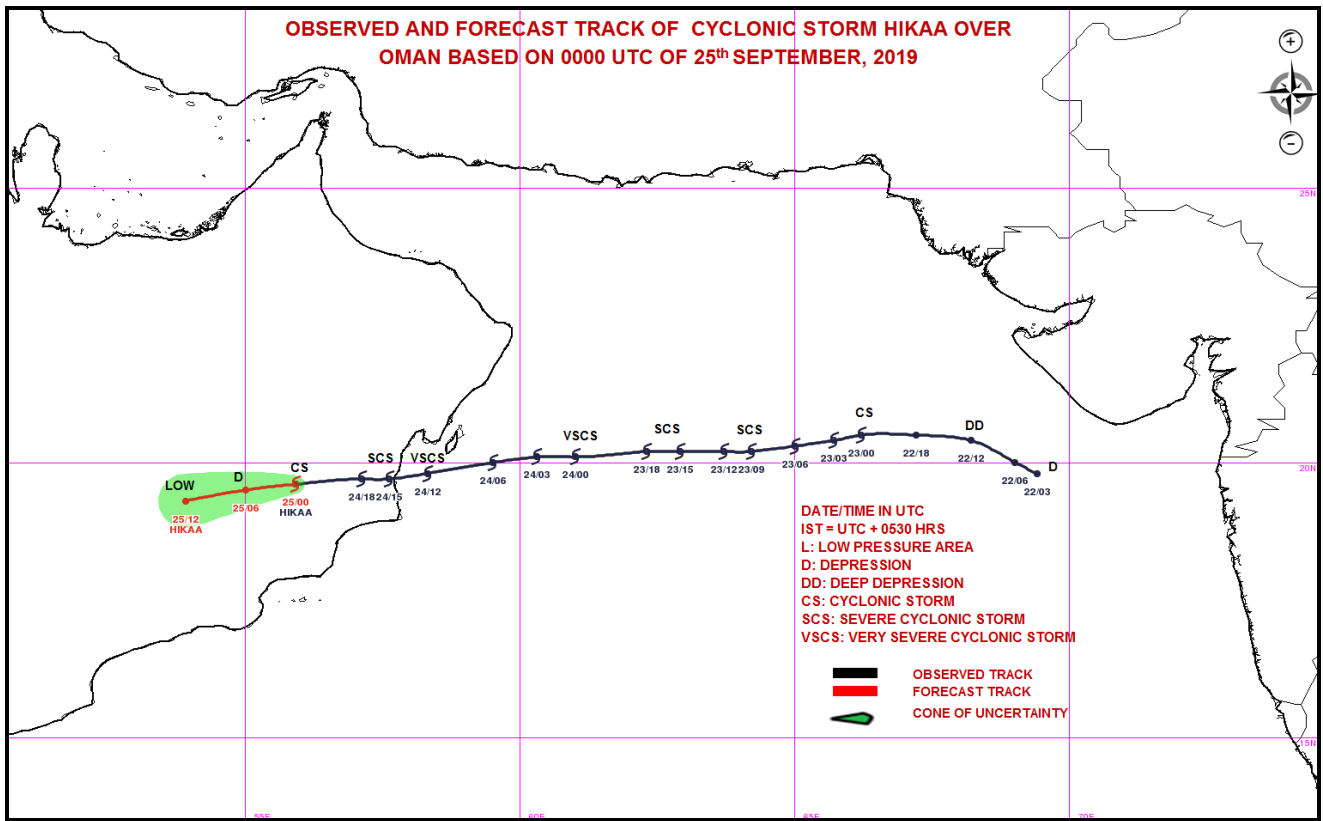 OBSERVED AND FORECAST TRACK OF CYCLONIC STORM HIKAA OVER
OMAN BASED ON 0000 UTC OF 25th SEPTEMBER, 2019
+
-
25N
CS
DD
VSCS
SCS
SCS
SCS
VSCS
CS
D
D
LOW
20N
22/18
22/12
22/06
22/03
23/00
23/03
23/06
23/12 23/09
23/18
23/15
24/00
24/03
24/06
24/12
24/18 24/15
25/00
HIKAA
25/06
25/12
HIKAA
DATE/TIME IN UTC
IST = UTC + 0530 HRS
L: LOW PRESSURE AREA
D: DEPRESSION
DD: DEEP DEPRESSION
CS: CYCLONIC STORM
SCS: SEVERE CYCLONIC STORM
VSCS: VERY SEVERE CYCLONIC STORM
OBSERVED TRACK
FORECAST TRACK
CONE OF UNCERTAINTY
15N
55E
60E
65E
70E